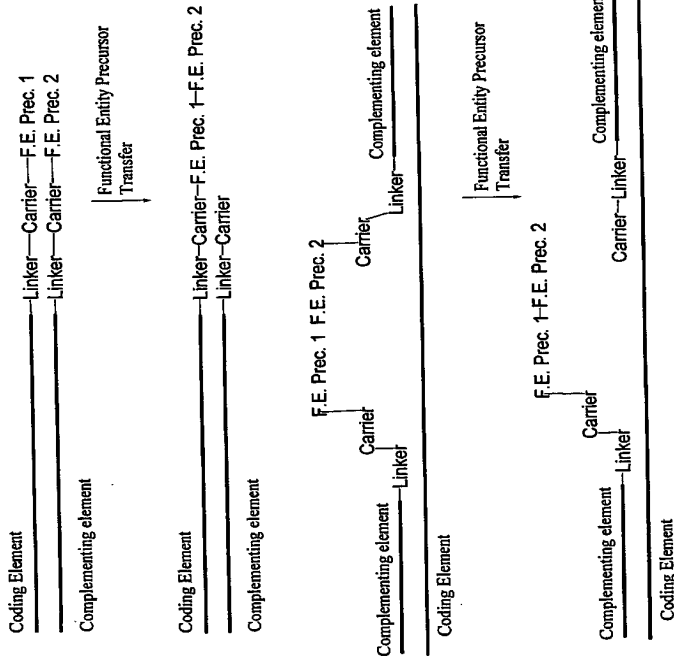 Coding Element
Linker—Carrier—F.E. Prec. 1
Linker—Carrier—F.E. Prec. 2
Complementing element
Functional Entity Precursor
Transfer
Coding Element
Linker—Carrier—F.E. Prec. 1—F.E. Prec. 2
Linker—Carrier
Complementing element
F.E. Prec. 1 F.E. Prec. 2
Carrier
Carrier
Complementing element
Linker
Linker
Complementing element
Coding Element
Functional Entity Precursor
Transfer
F.E. Prec. 1—F.E. Prec. 2
Carrier
Complementing element
Linker
Carrier—Linker
Complementing elemen
Coding Element